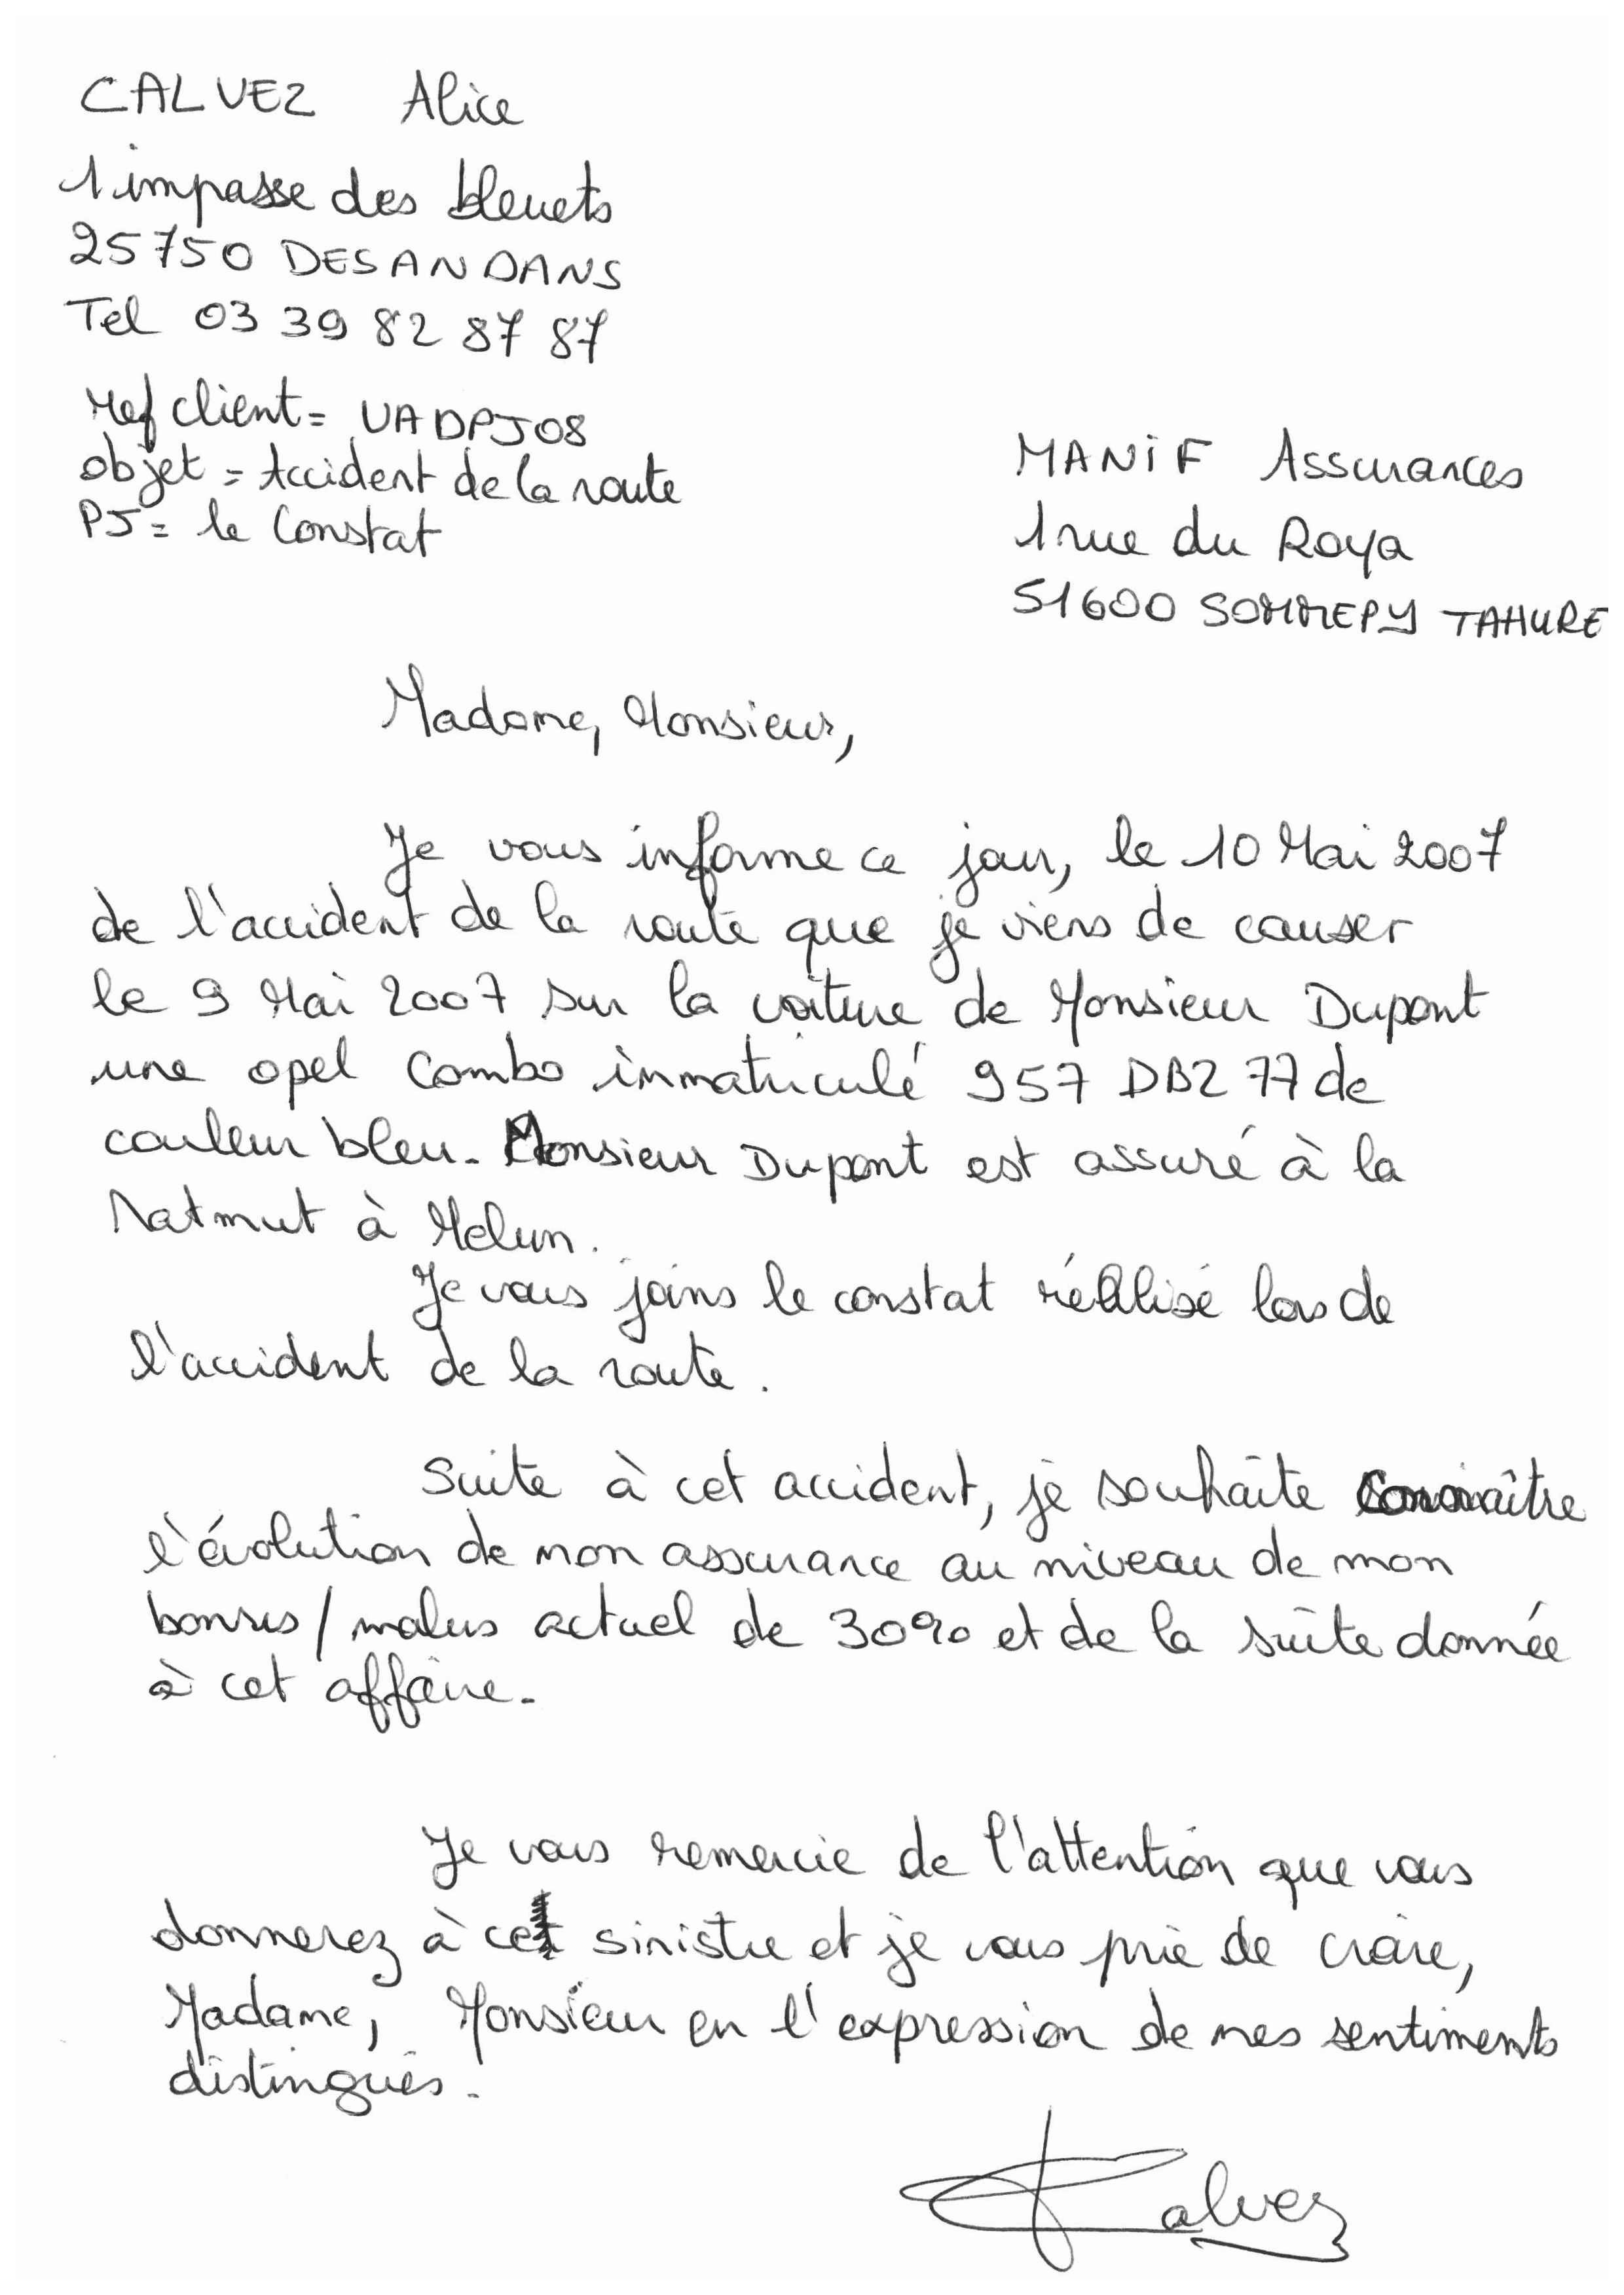 CALVEZ Alice
1 impasse des bleuets
25750 DESANDANS
Tel 03 39 82 87 87
ref client = UADPJ08
objet = Accident de la route
PJ = le Constat
MANIF Assurances
1 rue du Roya
51600 SOMMEPY TAHURE
Madame, Monsieur,
Je vous informe ce jour, le 10 Mai 2007
de l'accident de la route que je viens de causer
le 9 Mai 2007 sur la voiture de Monsieur Dupont
une opel Combo inmatriculé 957 DBZ 77 de
couleur bleu. Monsieur Dupont est assuré à la
Natmut à Melun.
Je vous joins le constat réalisé lors de
l'accident de la route.
Suite à cet accident, je souhaite connaître
l'évolution de mon assurance au niveau de mon
bonus/malus actuel de 30% et de la suite donnée
à cet affaire.
Je vous remercie de l'attention que vous
donnerez à ce sinistre et je vous prie de croire,
Madame, Monsieur en l'expression de mes sentiments
distingués.
Calvez